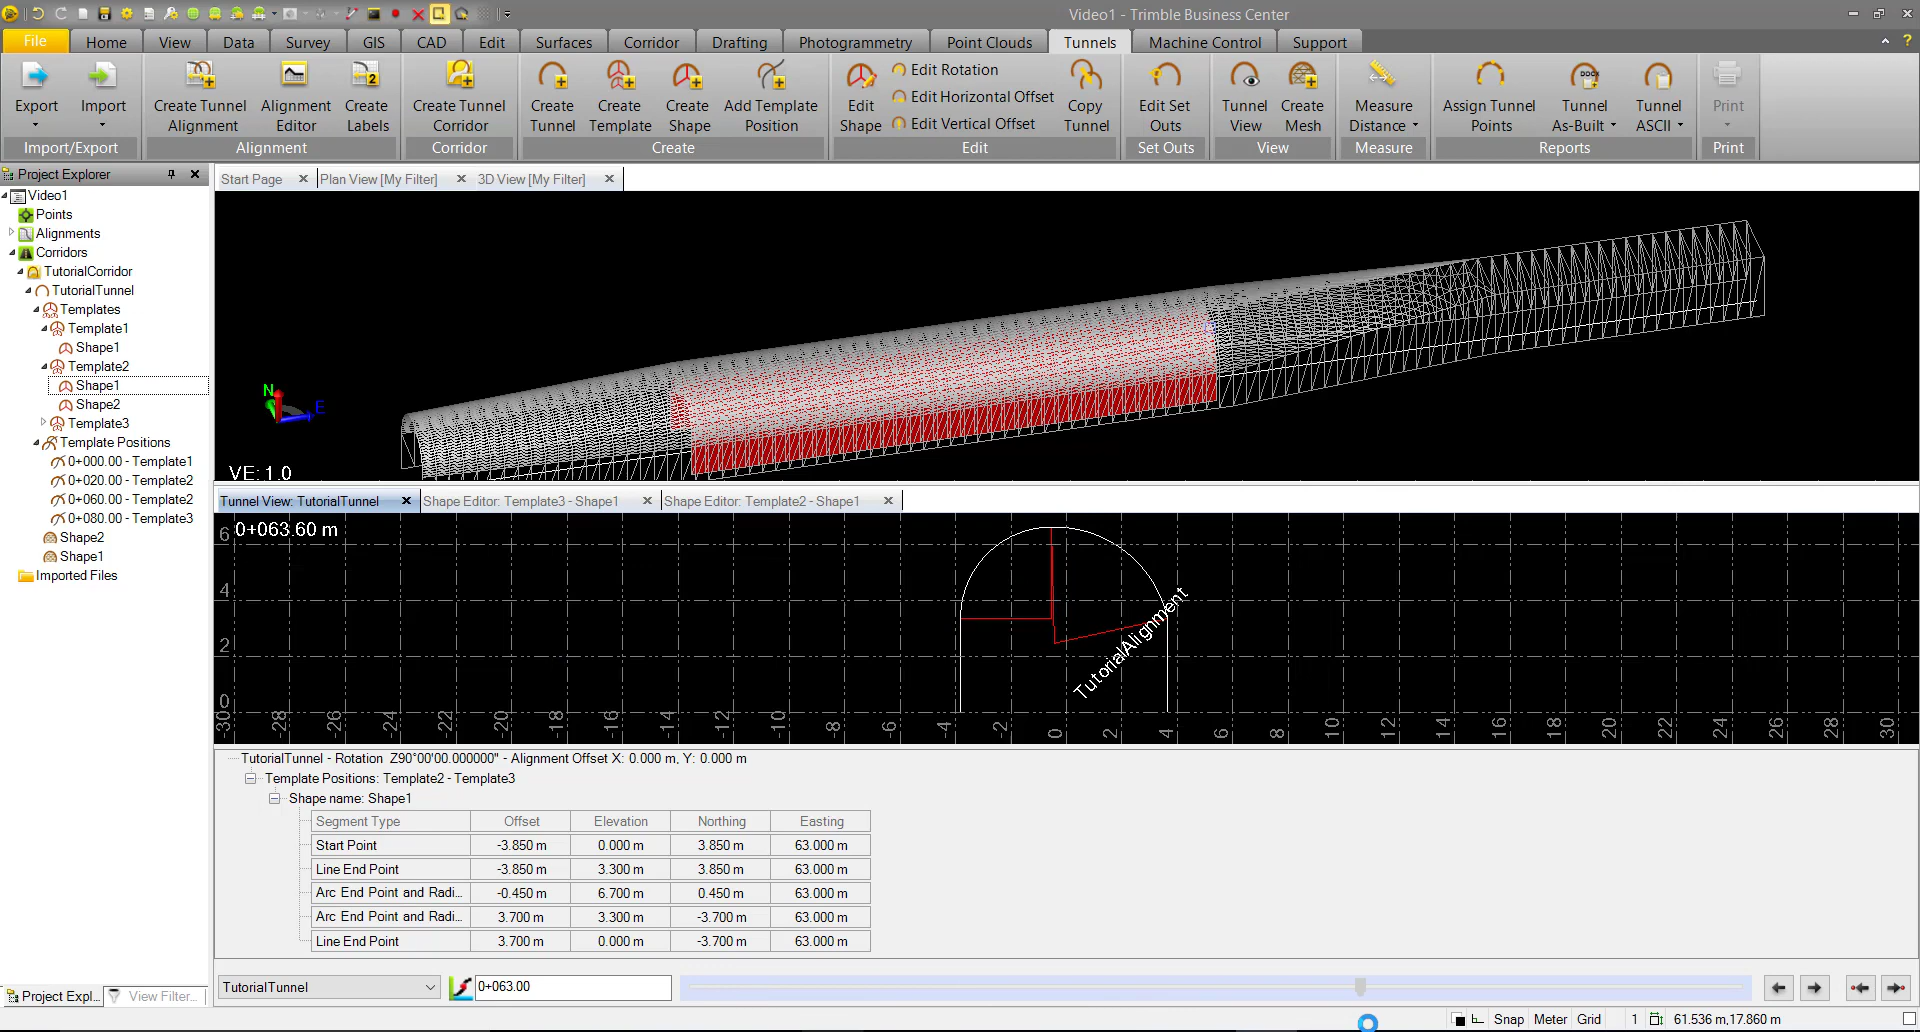 Video1 - Trimble Business Center
File Home View Data Survey GIS CAD Edit Surfaces Corridor Drafting Photogrammetry Point Clouds Tunnels Machine Control Support
Export Import
Import/Export
Create Tunnel Alignment
Alignment Editor
Create Labels
Alignment
Create Tunnel Corridor
Corridor
Create Tunnel
Create Template
Create Shape
Add Template Position
Create
Edit Shape
Edit Rotation
Edit Horizontal Offset
Edit Vertical Offset
Copy Tunnel
Edit
Edit Set Outs
Set Outs
Tunnel View
Create Mesh
View
Measure Distance
Measure
Assign Tunnel Points
Tunnel As-Built
Tunnel ASCII
Reports
Print
Print
Project Explorer
Video1
Points
Alignments
Corridors
TutorialCorridor
TutorialTunnel
Templates
Template1
Shape1
Template2
Shape1
Shape2
Template3
Template Positions
0+000.00 - Template1
0+020.00 - Template2
0+060.00 - Template2
0+080.00 - Template3
Shape2
Shape1
Imported Files
Project Expl... View Filter...
Start Page Plan View [My Filter] 3D View [My Filter]
N
E
VE: 1.0
Tunnel View: TutorialTunnel Shape Editor: Template3 - Shape1 Shape Editor: Template2 - Shape1
0+063.60 m
6
4
2
0
TutorialAlignment
-30 -28 -26 -24 -22 -20 -18 -16 -14 -12 -10 -8 -6 -4 -2 0 2 4 6 8 10 12 14 16 18 20 22 24 26 28 30
TutorialTunnel - Rotation Z90°00'00.000000" - Alignment Offset X: 0.000 m, Y: 0.000 m
Template Positions: Template2 - Template3
Shape name: Shape1
Segment Type Offset Elevation Northing Easting
Start Point -3.850 m 0.000 m 3.850 m 63.000 m
Line End Point -3.850 m 3.300 m 3.850 m 63.000 m
Arc End Point and Radi... -0.450 m 6.700 m 0.450 m 63.000 m
Arc End Point and Radi... 3.700 m 3.300 m -3.700 m 63.000 m
Line End Point 3.700 m 0.000 m -3.700 m 63.000 m
TutorialTunnel 0+063.00
Snap Meter Grid 1 61.536 m,17.860 m